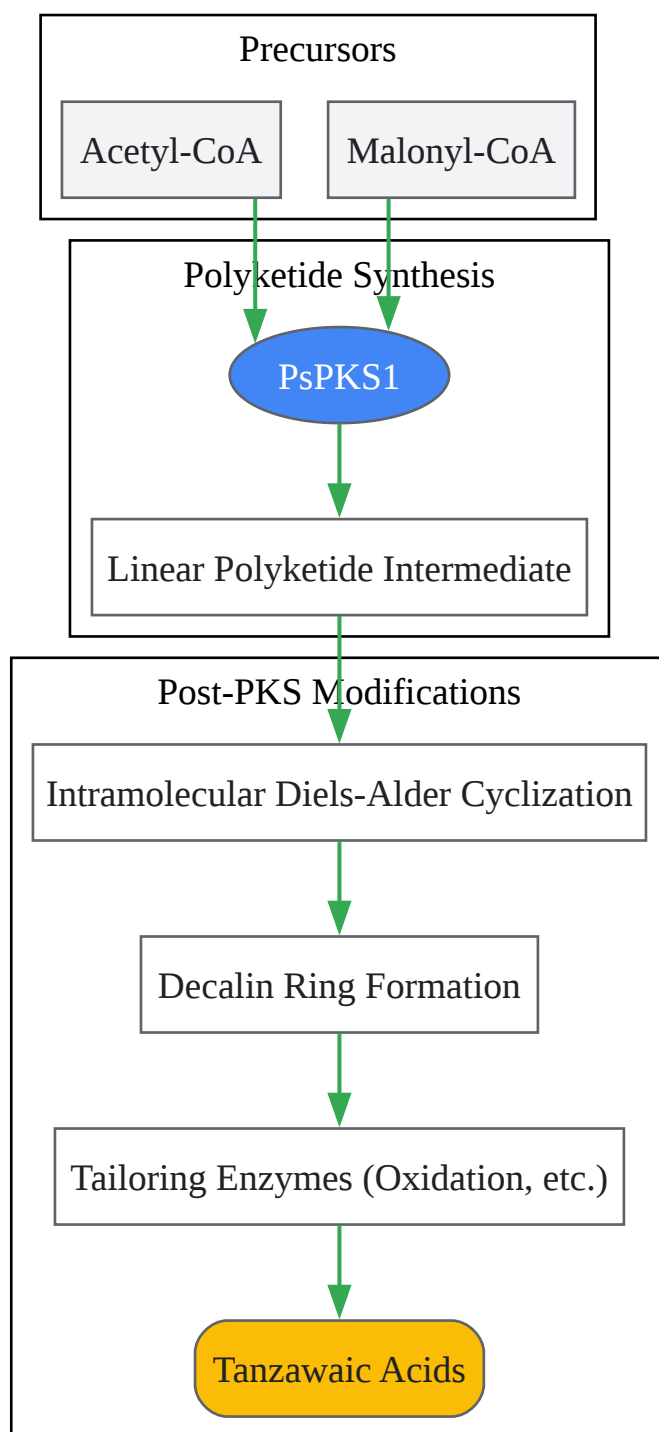 Precursors
Acetyl-CoA
Malonyl-CoA
Polyketide Synthesis
PsPKS1
Linear Polyketide Intermediate
Post-PKS Modifications
Intramolecular Diels-Alder Cyclization
Decalin Ring Formation
Tailoring Enzymes (Oxidation, etc.)
Tanzawaic Acids